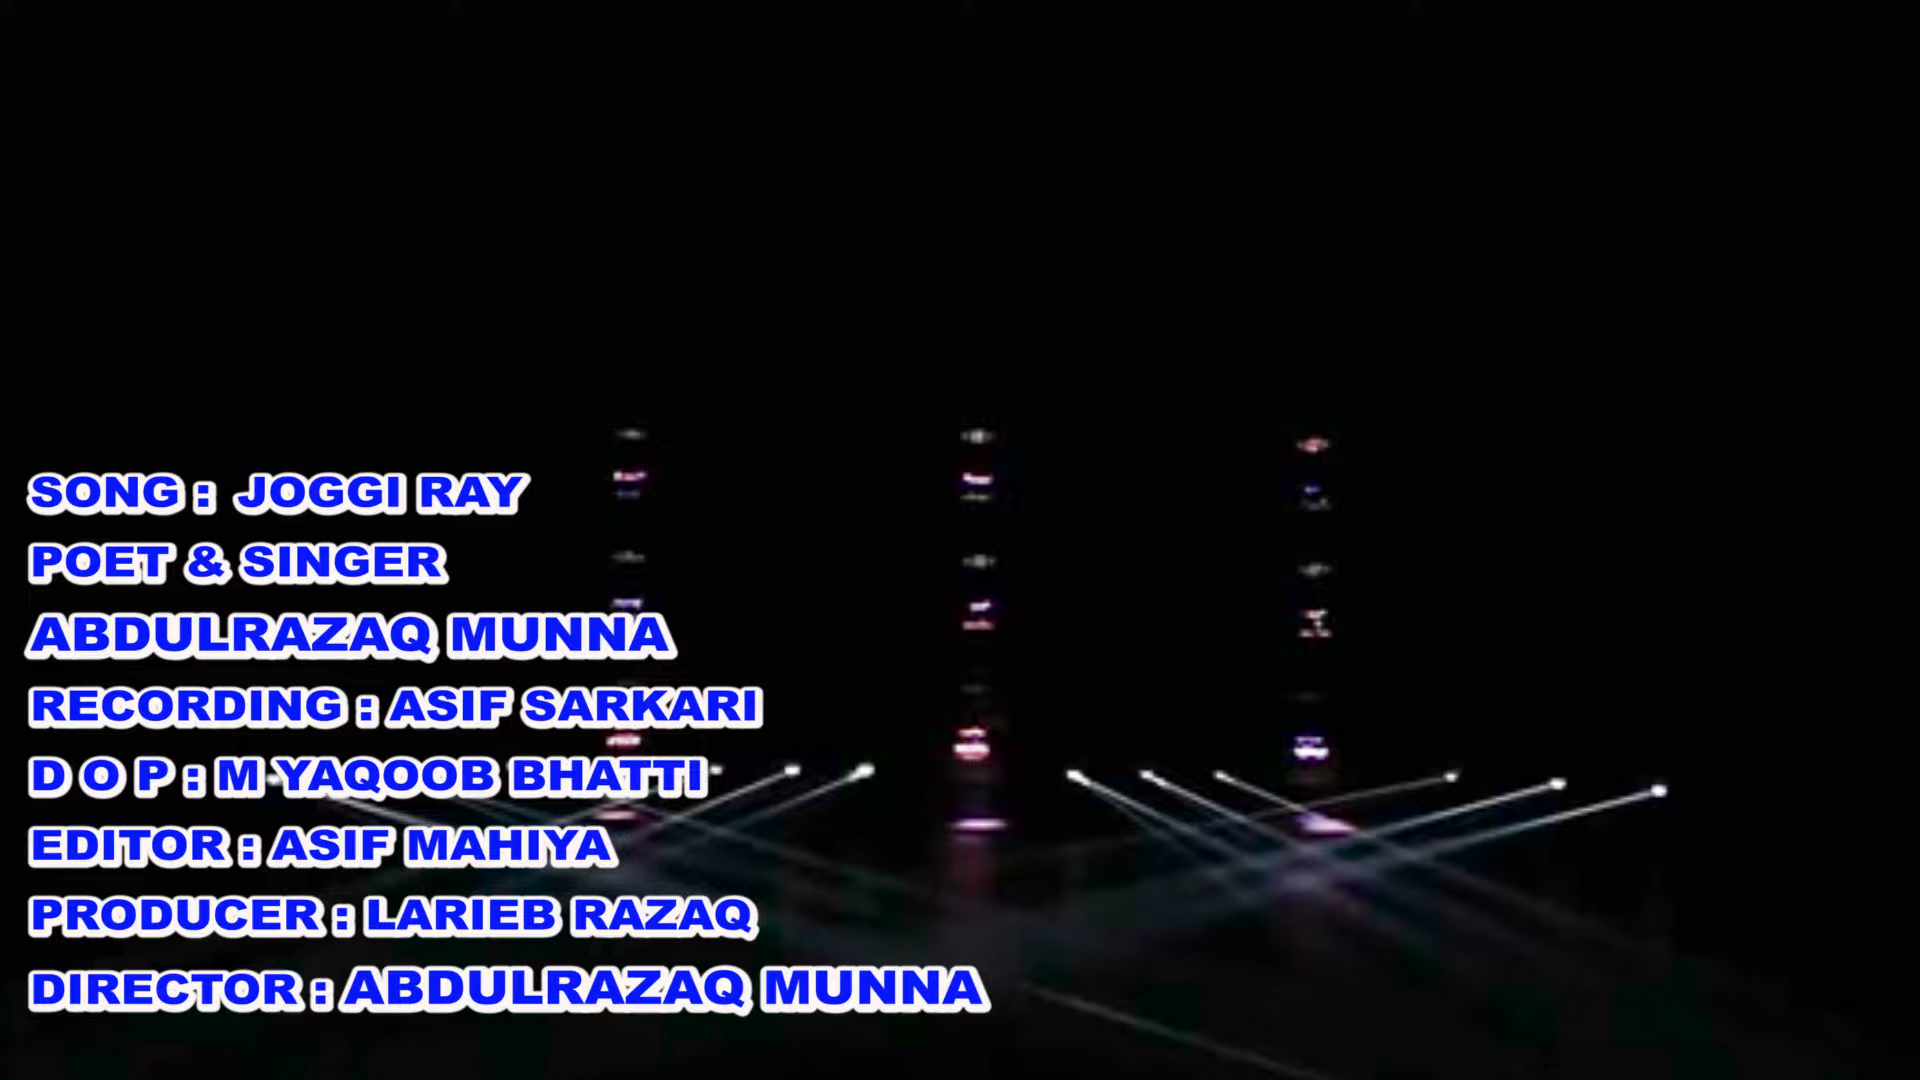 SONG : JOGGI RAY
POET & SINGER
ABDULRAZAQ MUNNA
RECORDING : ASIF SARKARI
D O P : M YAQOOB BHATTI
EDITOR : ASIF MAHIYA
PRODUCER : LARIEB RAZAQ
DIRECTOR : ABDULRAZAQ MUNNA